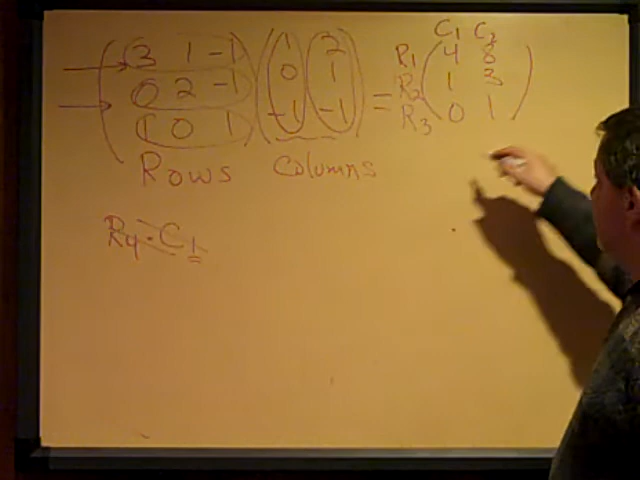 C1 C2
3 1 -1 1 2 R1 4 8
0 2 -1 0 1 = R2 1 3
1 0 1 -1 -1 R3 0 1
Rows Columns
R4 · C1